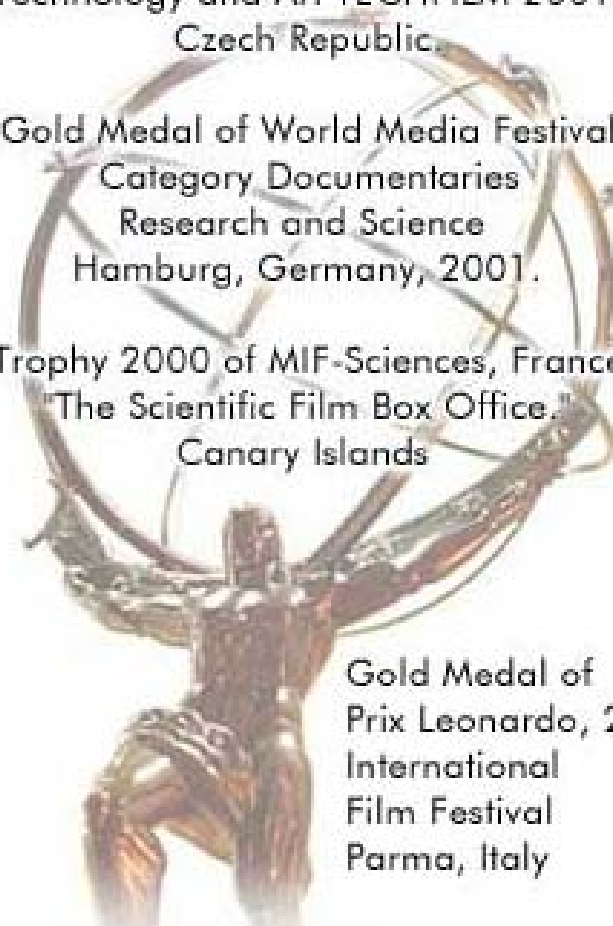 Czech Republic.
Gold Medal of World Media Festival
Category Documentaries
Research and Science
Hamburg, Germany, 2001.
Trophy 2000 of MIF-Sciences, France
"The Scientific Film Box Office."
Canary Islands
Gold Medal of
Prix Leonardo,
International
Film Festival
Parma, Italy